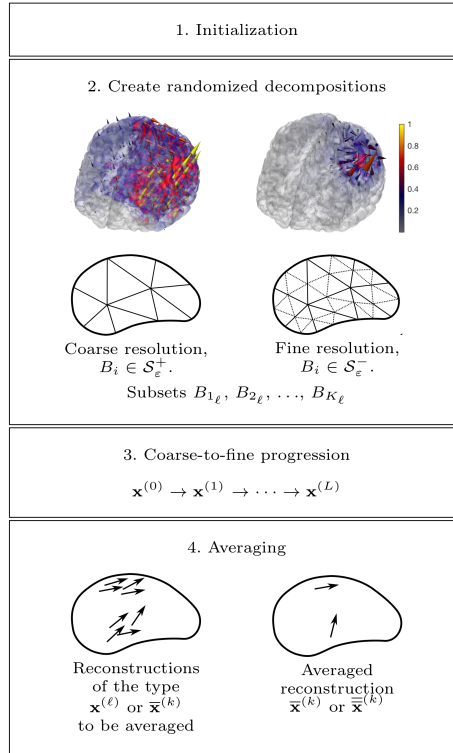 1. Initialization
2. Create randomized decompositions
1
0.8
0.6
0.4
0.2
Coarse resolution,
B_i ∈ 𝒮_ε^+.
Fine resolution,
B_i ∈ 𝒮_ε^-.
Subsets B_{1_ℓ}, B_{2_ℓ}, ..., B_{K_ℓ}
3. Coarse-to-fine progression
x^{(0)} → x^{(1)} → ⋯ → x^{(L)}
4. Averaging
Reconstructions
of the type
x^{(ℓ)} or x̅^{(k)}
to be averaged
Averaged
reconstruction
x̅^{(k)} or x̿^{(k)}